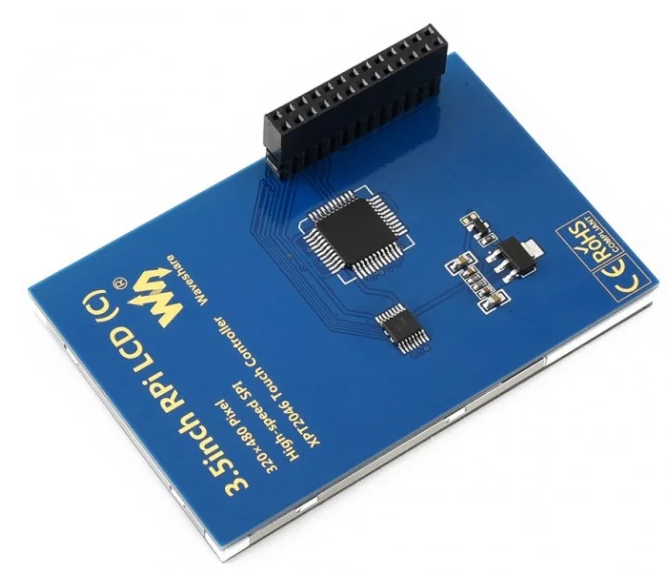 3.5inch RPi LCD (C)
®
Waveshare
320×480 Pixel
High-speed SPI
XPT2046 Touch Controller
CE RoHS
COMPLIANT